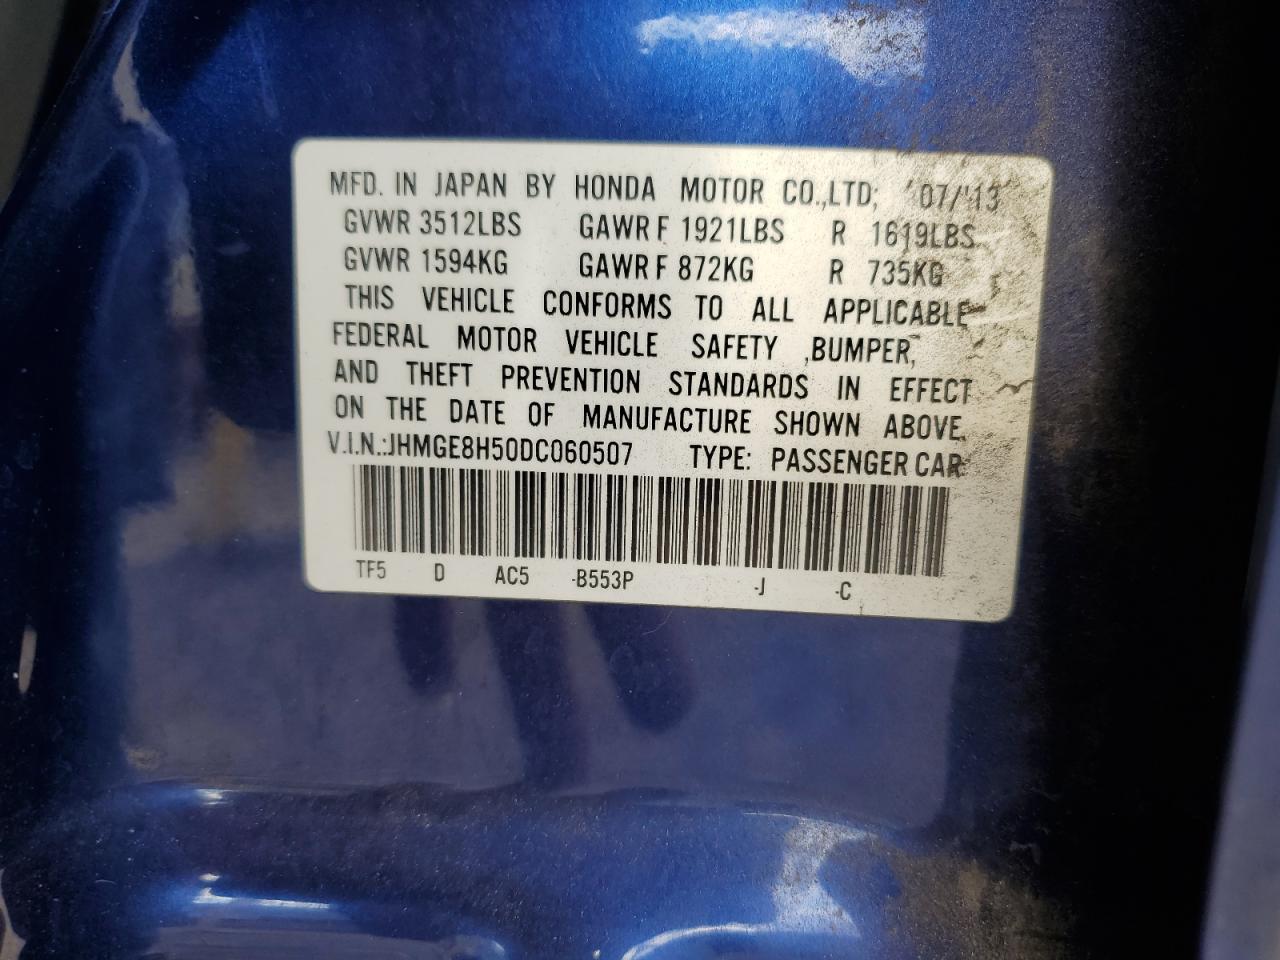 MFD. IN JAPAN BY HONDA MOTOR CO.,LTD; 07/'13
GVWR 3512LBS GAWR F 1921LBS R 1619LBS
GVWR 1594KG GAWR F 872KG R 735KG
THIS VEHICLE CONFORMS TO ALL APPLICABLE
FEDERAL MOTOR VEHICLE SAFETY ,BUMPER,
AND THEFT PREVENTION STANDARDS IN EFFECT
ON THE DATE OF MANUFACTURE SHOWN ABOVE.
V.I.N.:JHMGE8H50DC060507 TYPE: PASSENGER CAR
TF5 D AC5 -B553P -J -C